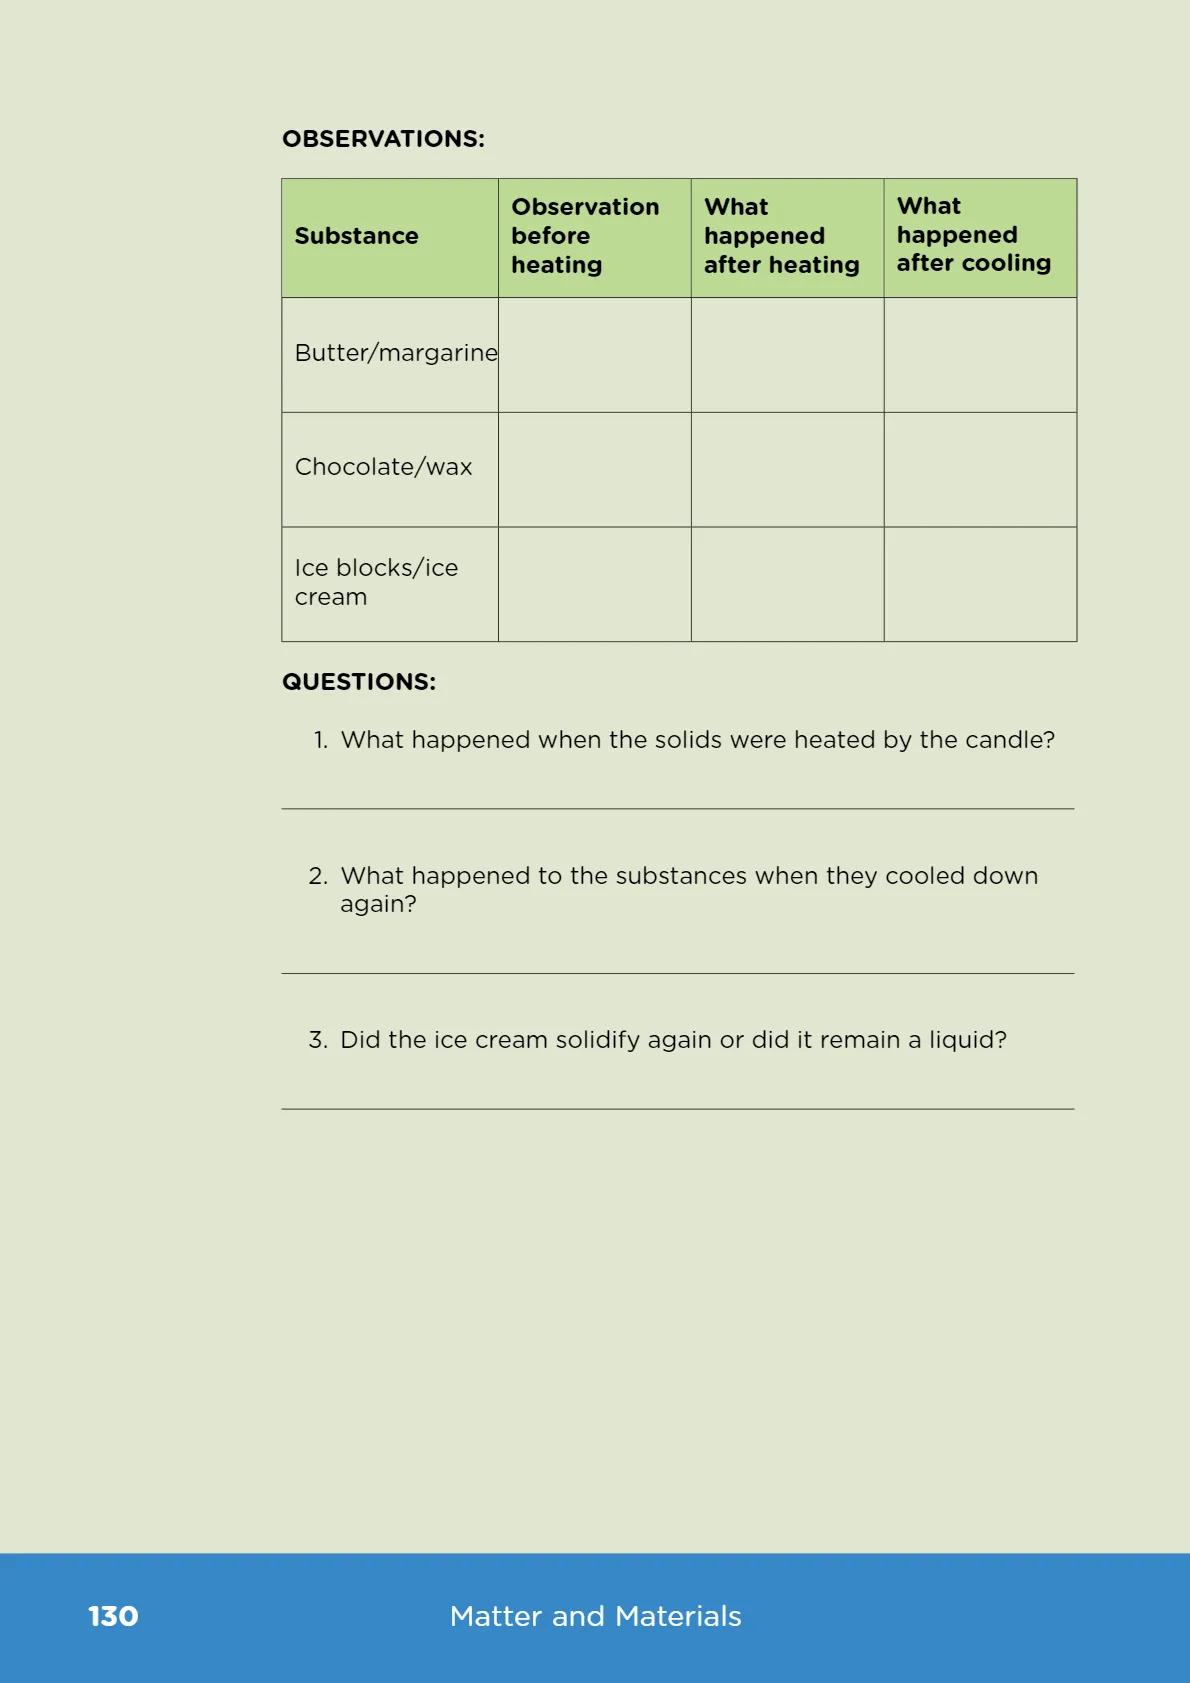 OBSERVATIONS:
Substance
Observation
before
heating
What
happened
after heating
What
happened
after cooling
Butter/margarine
Chocolate/wax
Ice blocks/ice
cream
QUESTIONS:
1. What happened when the solids were heated by the candle?
2. What happened to the substances when they cooled down
again?
3. Did the ice cream solidify again or did it remain a liquid?
130
Matter and Materials